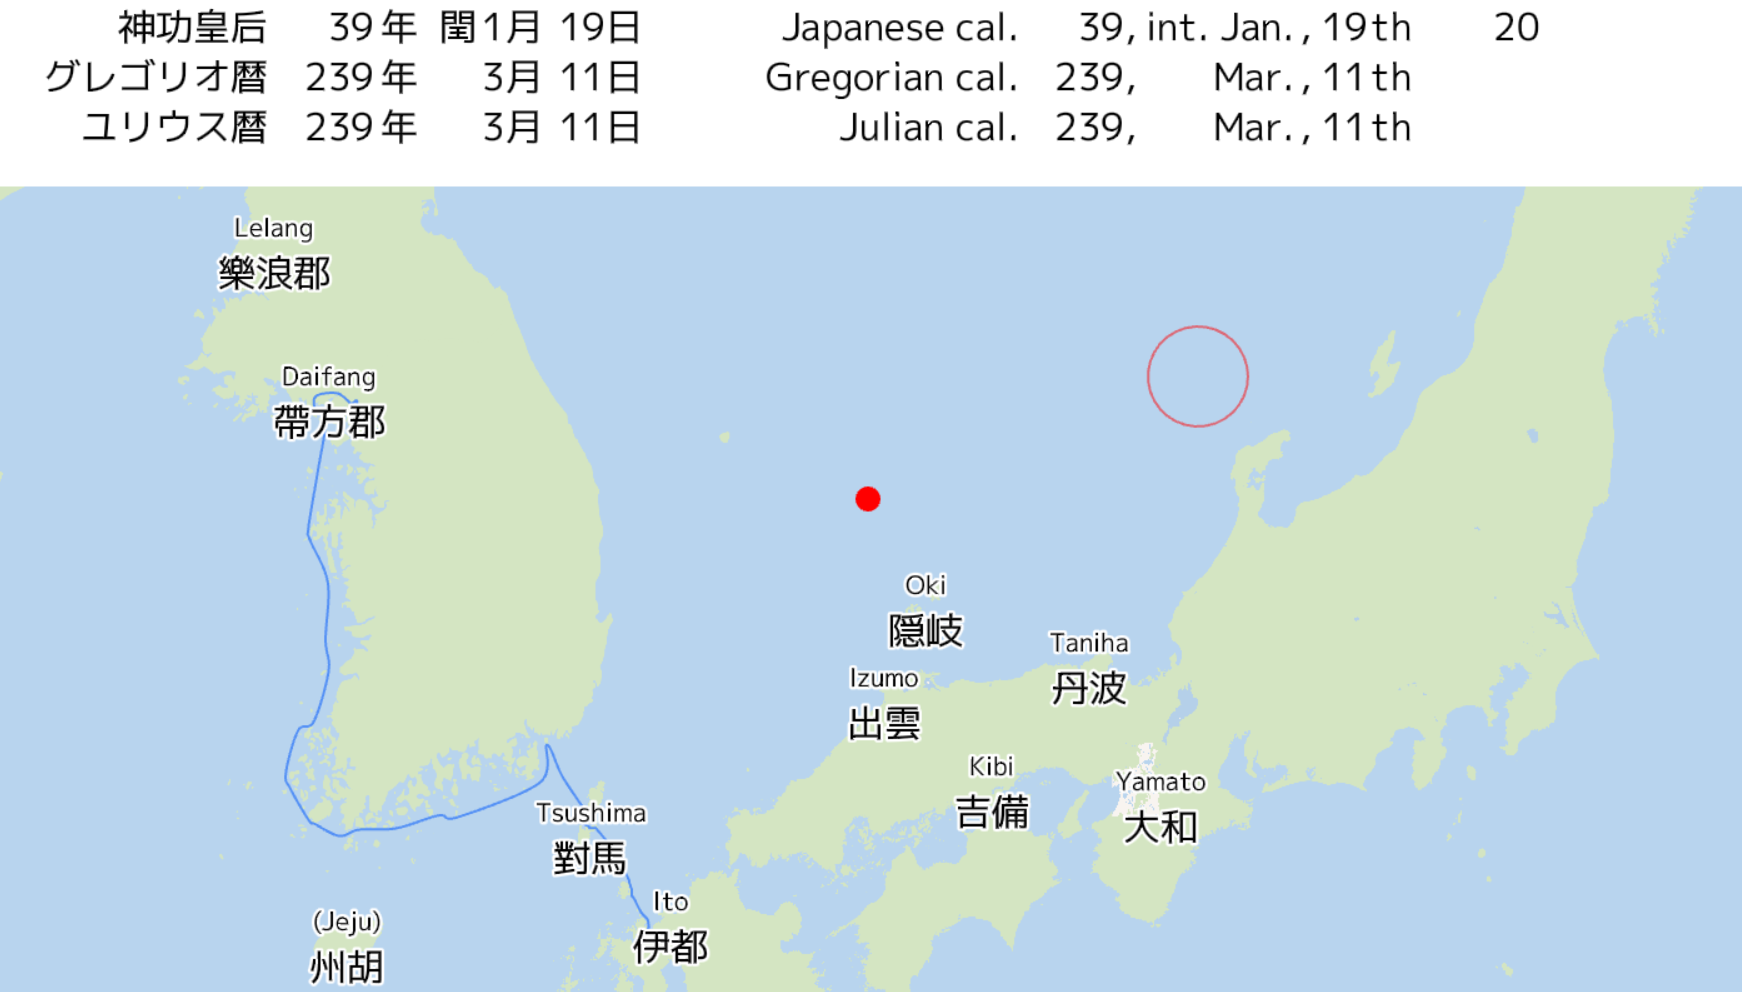 神功皇后 39年 閏1月 19日 Japanese cal. 39, int. Jan., 19th 20
グレゴリオ暦 239年 3月 11日 Gregorian cal. 239, Mar., 11th
ユリウス暦 239年 3月 11日 Julian cal. 239, Mar., 11th
Lelang
樂浪郡
Daifang
帶方郡
Oki
隠岐
Taniha
丹波
Izumo
出雲
Kibi
吉備
Yamato
大和
Tsushima
對馬
Ito
伊都
(Jeju)
州胡